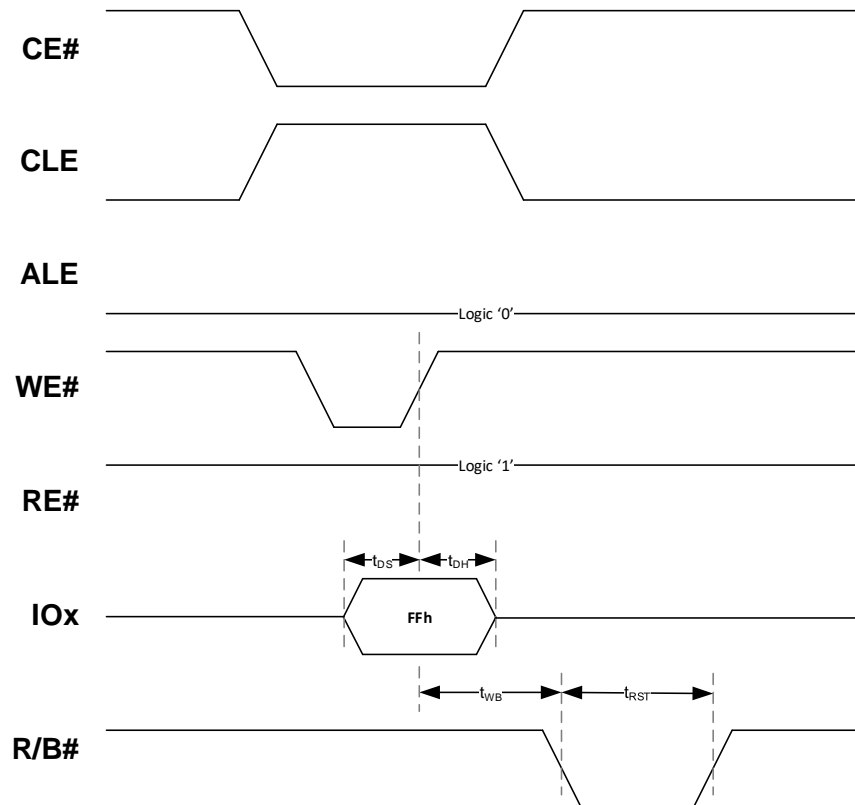 CE#
CLE
ALE
Logic ‘0’
WE#
Logic ‘1’
RE#
tDS tDH
IOx FFh
tWB tRST
R/B#